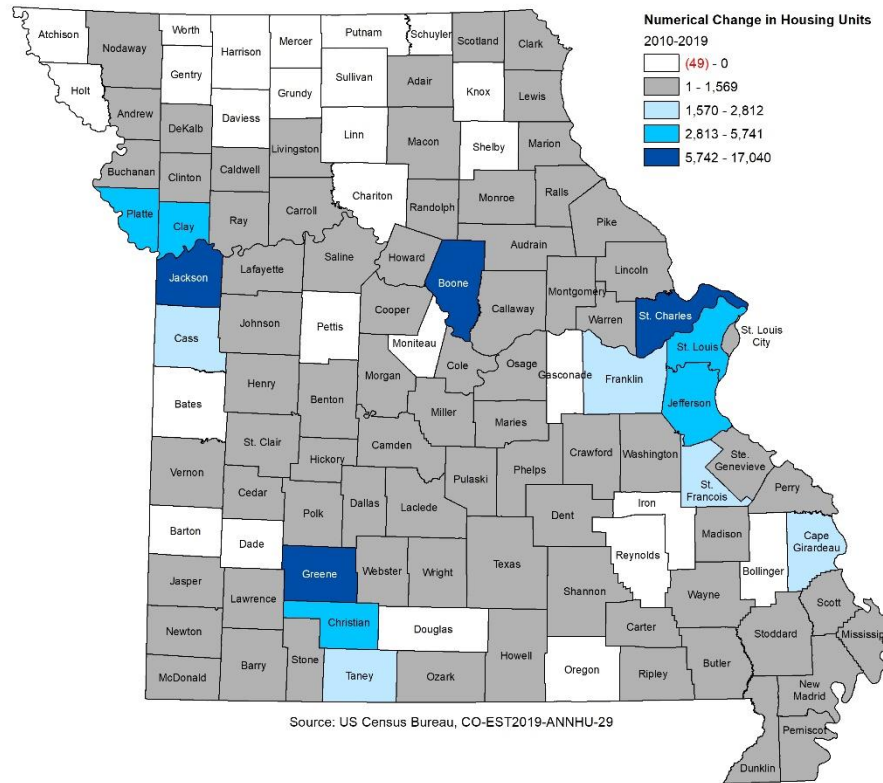 Numerical Change in Housing Units
2010-2019
(49) - 0
1 - 1,569
1,570 - 2,812
2,813 - 5,741
5,742 - 17,040
Atchison
Nodaway
Worth
Harrison
Mercer
Putnam
Schuyler
Scotland
Clark
Holt
Gentry
Sullivan
Adair
Knox
Lewis
Grundy
Andrew
DeKalb
Daviess
Linn
Macon
Shelby
Marion
Livingston
Buchanan
Clinton
Caldwell
Chariton
Monroe
Ralls
Randolph
Platte
Clay
Ray
Carroll
Pike
Audrain
Saline
Howard
Boone
Lincoln
Jackson
Lafayette
Callaway
Montgomery
Cooper
Warren
St. Charles
Johnson
Pettis
St. Louis
City
Cass
Moniteau
St. Louis
Cole
Osage
Gasconade
Franklin
Morgan
Henry
Benton
Jefferson
Bates
Miller
Maries
St. Clair
Camden
Crawford
Washington
Ste.
Genevieve
Hickory
Vernon
Pulaski
Phelps
St.
Francois
Cedar
Polk
Dallas
Laclede
Perry
Dent
Iron
Barton
Dade
Madison
Cape
Girardeau
Reynolds
Bollinger
Greene
Webster
Wright
Texas
Jasper
Shannon
Wayne
Scott
Lawrence
Christian
Douglas
Newton
Carter
Stoddard
Mississippi
Howell
Stone
Taney
Ozark
Oregon
Ripley
Butler
McDonald
Barry
New
Madrid
Pemiscot
Dunklin
Source: US Census Bureau, CO-EST2019-ANNHU-29